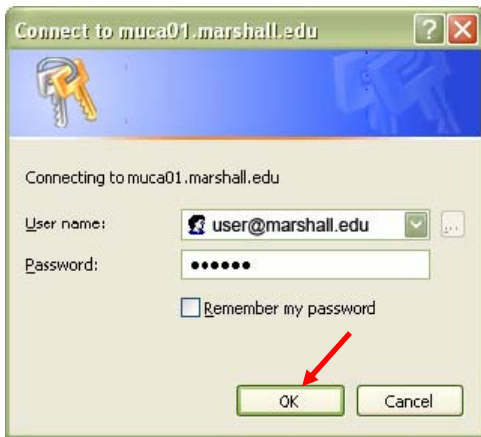 Connect to muca01.marshall.edu
Connecting to muca01.marshall.edu
User name: user@marshall.edu
Password: ••••••
Remember my password
OK Cancel